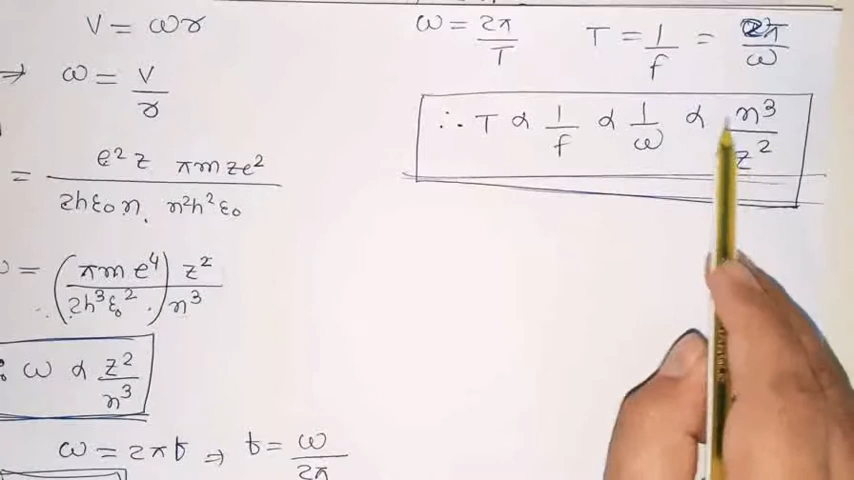 V = ωr
⇒ ω = V/r
= e²z πmze² / 2hε₀n. n²h²ε₀
ω = (πme⁴ / 2h³ε₀²) z²/n³
∴ ω ∝ z²/n³
ω = 2πf ⇒ f = ω/2π
ω = 2π/T T = 1/f = 2π/ω
∴ T ∝ 1/f ∝ 1/ω ∝ n³/z²